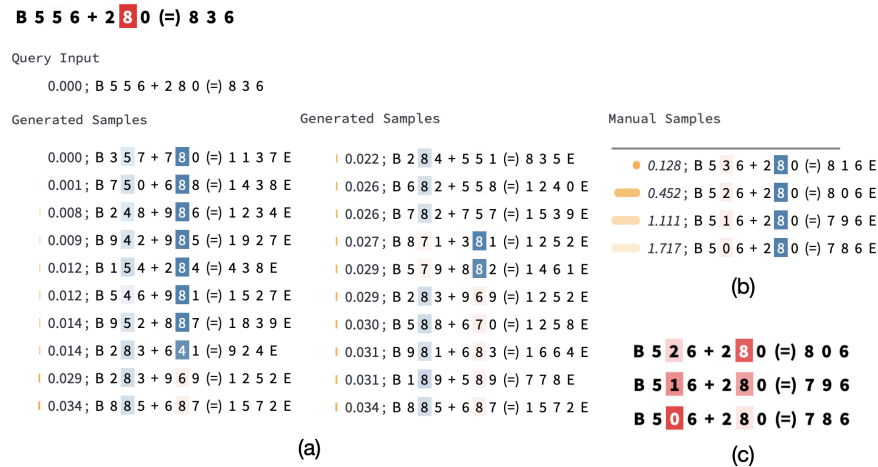 B 5 5 6 + 2 8 0 (=) 8 3 6
Query Input
0.000; B 5 5 6 + 2 8 0 (=) 8 3 6
Generated Samples
0.000; B 3 5 7 + 7 8 0 (=) 1 1 3 7 E
0.001; B 7 5 0 + 6 8 8 (=) 1 4 3 8 E
0.008; B 2 4 8 + 9 8 6 (=) 1 2 3 4 E
0.009; B 9 4 2 + 9 8 5 (=) 1 9 2 7 E
0.012; B 1 5 4 + 2 8 4 (=) 4 3 8 E
0.012; B 5 4 6 + 9 8 1 (=) 1 5 2 7 E
0.014; B 9 5 2 + 8 8 7 (=) 1 8 3 9 E
0.014; B 2 8 3 + 6 4 1 (=) 9 2 4 E
0.029; B 2 8 3 + 9 6 9 (=) 1 2 5 2 E
0.034; B 8 8 5 + 6 8 7 (=) 1 5 7 2 E
Generated Samples
0.022; B 2 8 4 + 5 5 1 (=) 8 3 5 E
0.026; B 6 8 2 + 5 5 8 (=) 1 2 4 0 E
0.026; B 7 8 2 + 7 5 7 (=) 1 5 3 9 E
0.027; B 8 7 1 + 3 8 1 (=) 1 2 5 2 E
0.029; B 5 7 9 + 8 8 2 (=) 1 4 6 1 E
0.029; B 2 8 3 + 9 6 9 (=) 1 2 5 2 E
0.030; B 5 8 8 + 6 7 0 (=) 1 2 5 8 E
0.031; B 9 8 1 + 6 8 3 (=) 1 6 6 4 E
0.031; B 1 8 9 + 5 8 9 (=) 7 7 8 E
0.034; B 8 8 5 + 6 8 7 (=) 1 5 7 2 E
(a)
Manual Samples
0.128; B 5 3 6 + 2 8 0 (=) 8 1 6 E
0.452; B 5 2 6 + 2 8 0 (=) 8 0 6 E
1.111; B 5 1 6 + 2 8 0 (=) 7 9 6 E
1.717; B 5 0 6 + 2 8 0 (=) 7 8 6 E
(b)
B 5 2 6 + 2 8 0 (=) 8 0 6
B 5 1 6 + 2 8 0 (=) 7 9 6
B 5 0 6 + 2 8 0 (=) 7 8 6
(c)